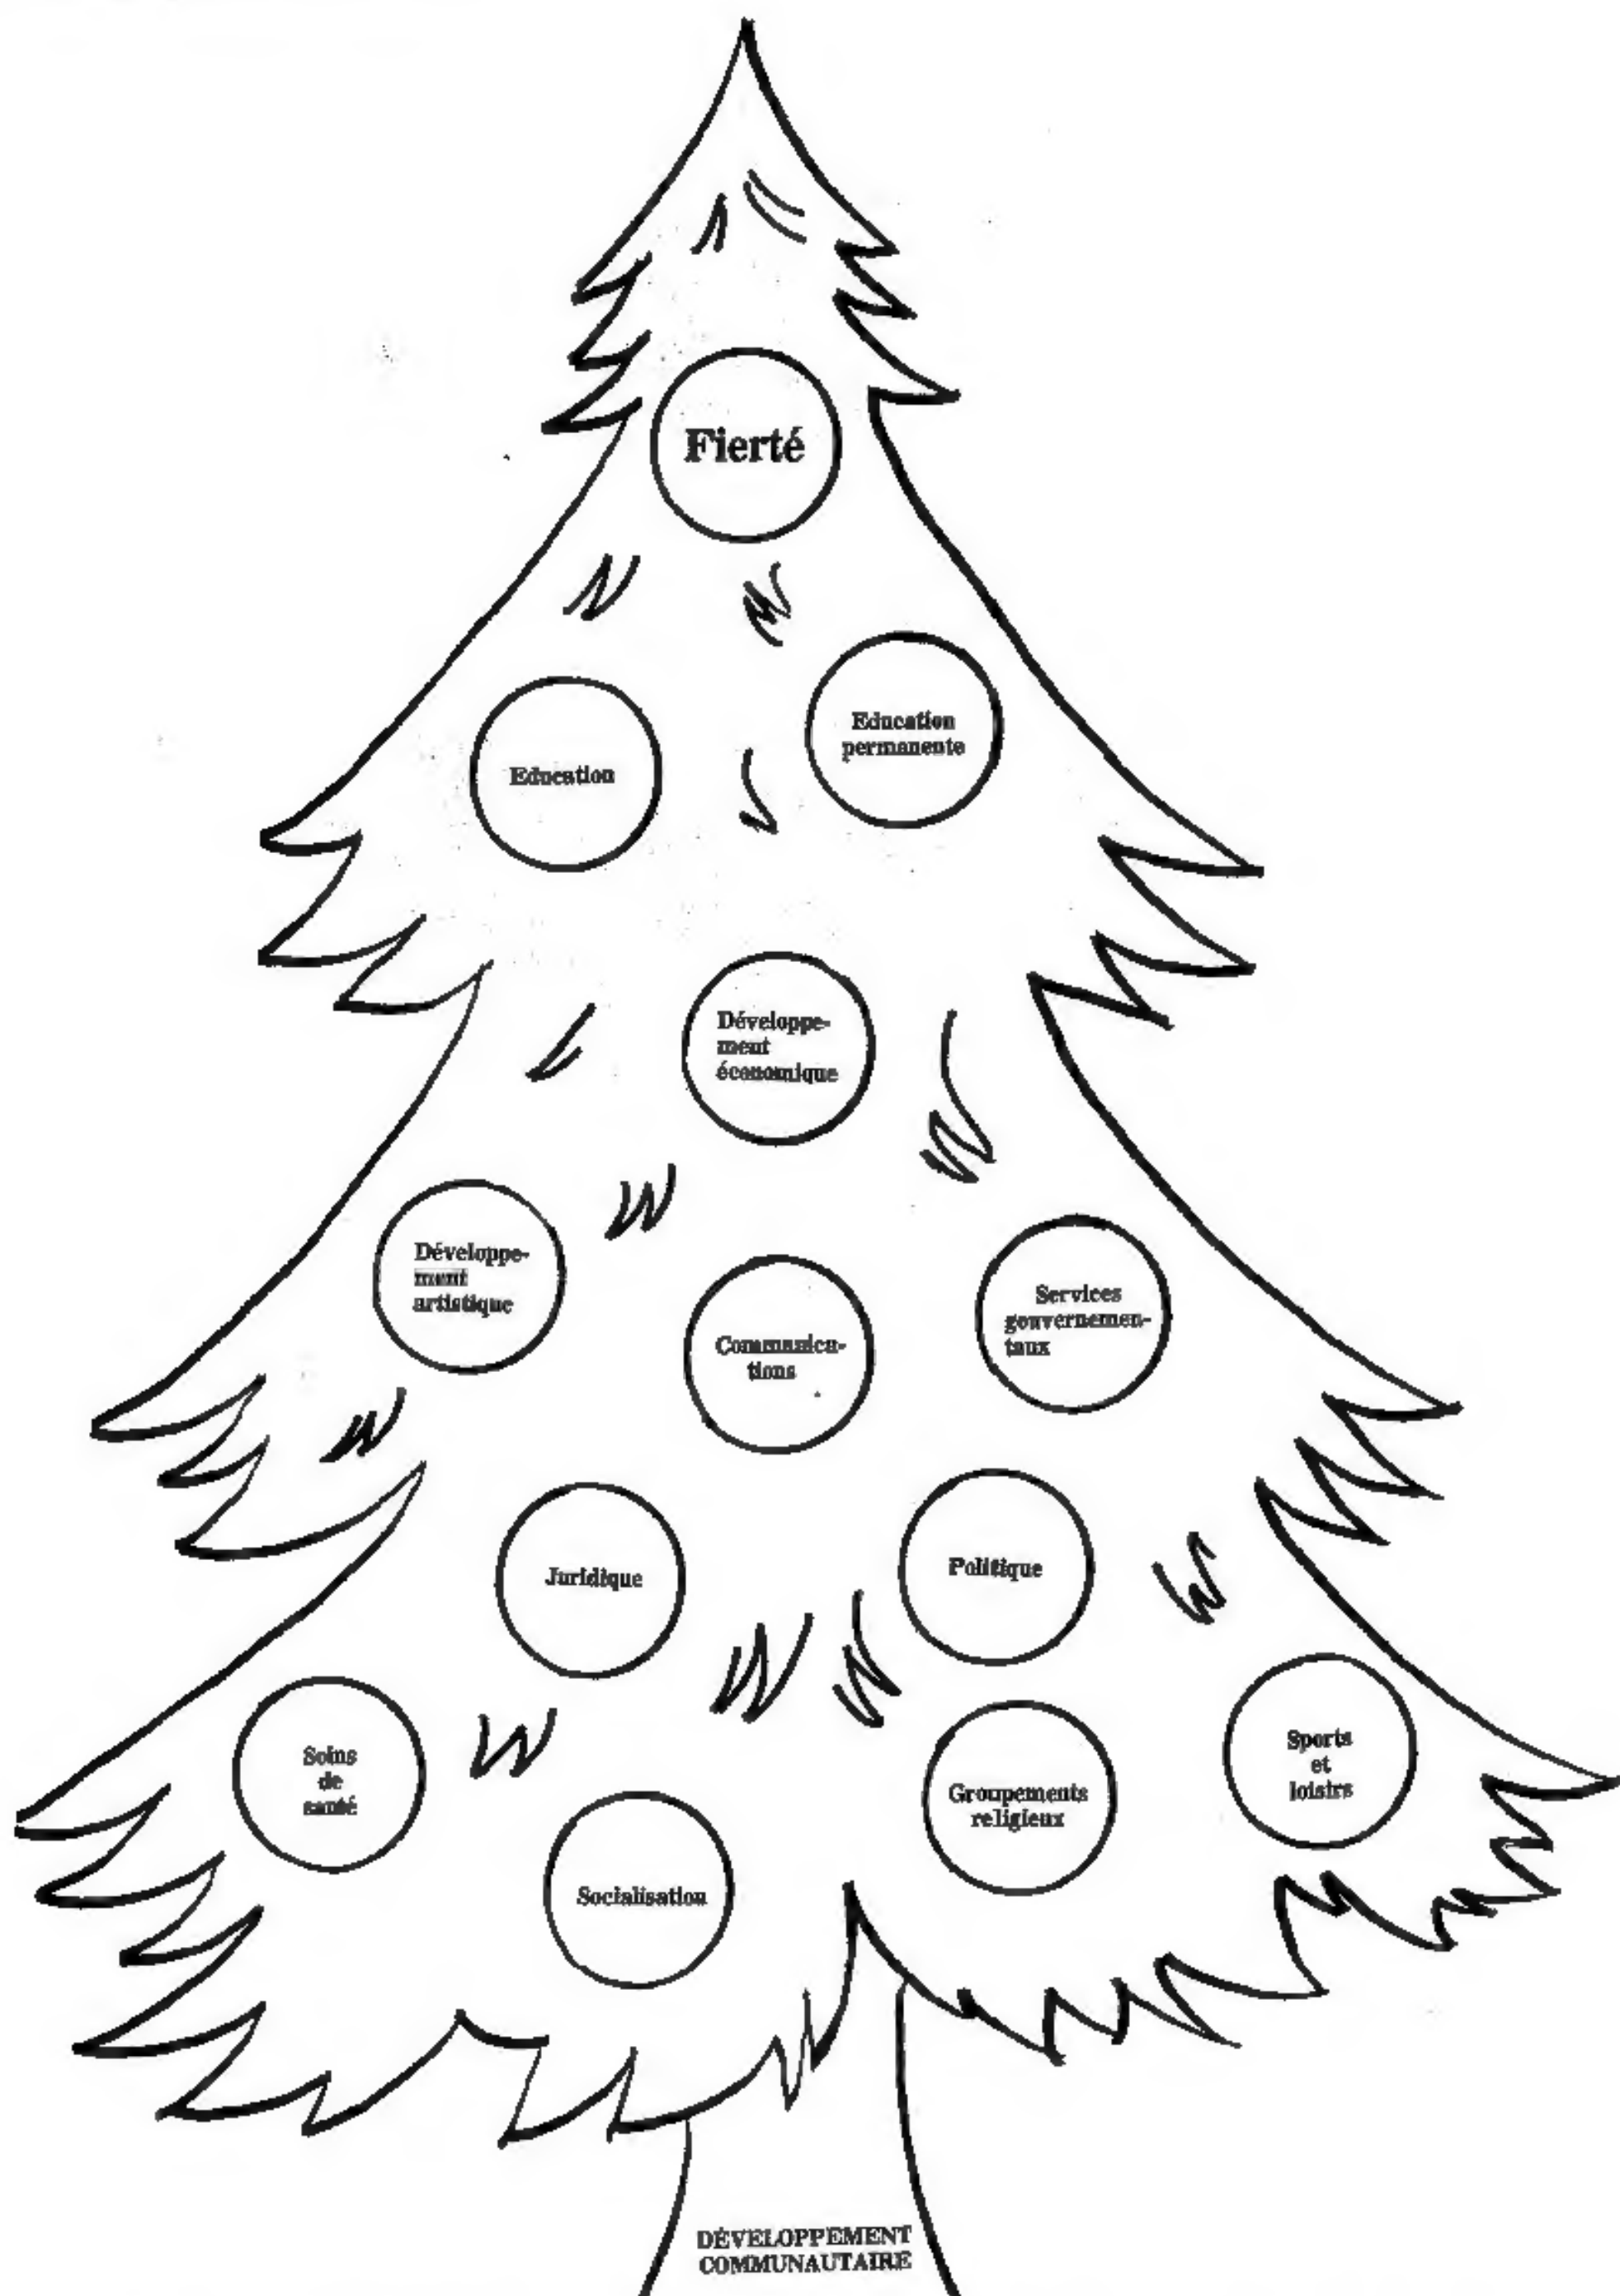 Fierté
Education
permanente
Education
Développe-
ment
économique
Développe-
ment
artistique
Services
gouvernemen-
taux
Communica-
tions
Juridique
Politique
Soins
de
santé
Sports
et
loisirs
Groupements
religieux
Socialisation
DÉVELOPPEMENT
COMMUNAUTAIRE